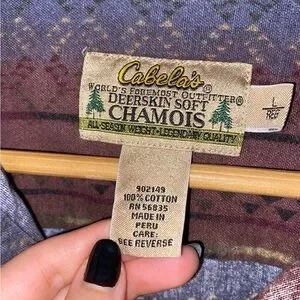 Cabela's®
WORLD'S FOREMOST OUTFITTER®
DEERSKIN SOFT
CHAMOIS
ALL-SEASON WEIGHT・LEGENDARY QUALITY
L
REG
902149
100% COTTON
RN 56835
MADE IN
PERU
CARE:
SEE REVERSE